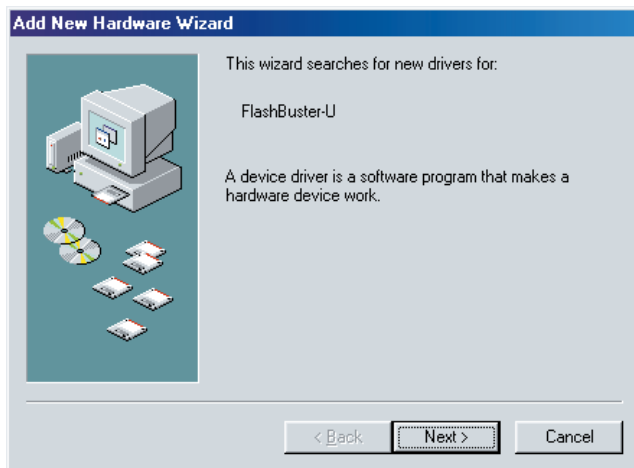 Add New Hardware Wizard
This wizard searches for new drivers for:
FlashBuster-U
A device driver is a software program that makes a
hardware device work.
< Back
Next >
Cancel